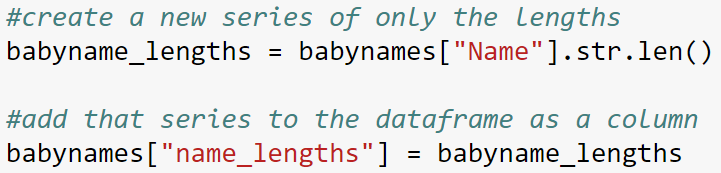 #create a new series of only the lengths
babyname_lengths = babynames["Name"].str.len()
#add that series to the dataframe as a column
babynames["name_lengths"] = babyname_lengths